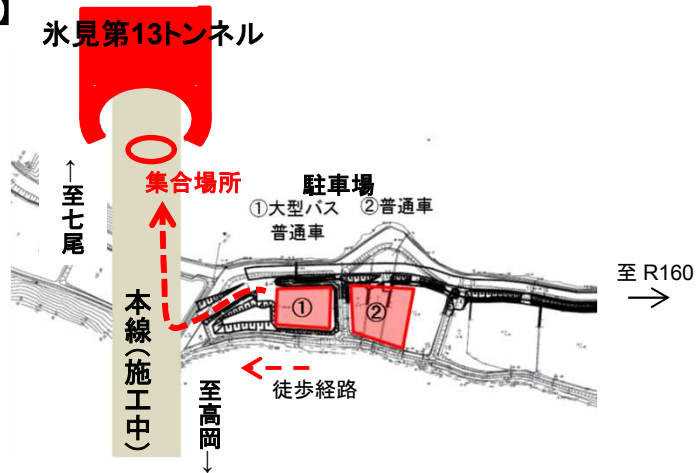 】
氷見第13トンネル
集合場所
←至七尾
駐車場
①大型バス ②普通車
普通車
至 R160
→
①
②
本線（施工中）
徒歩経路
至高岡→